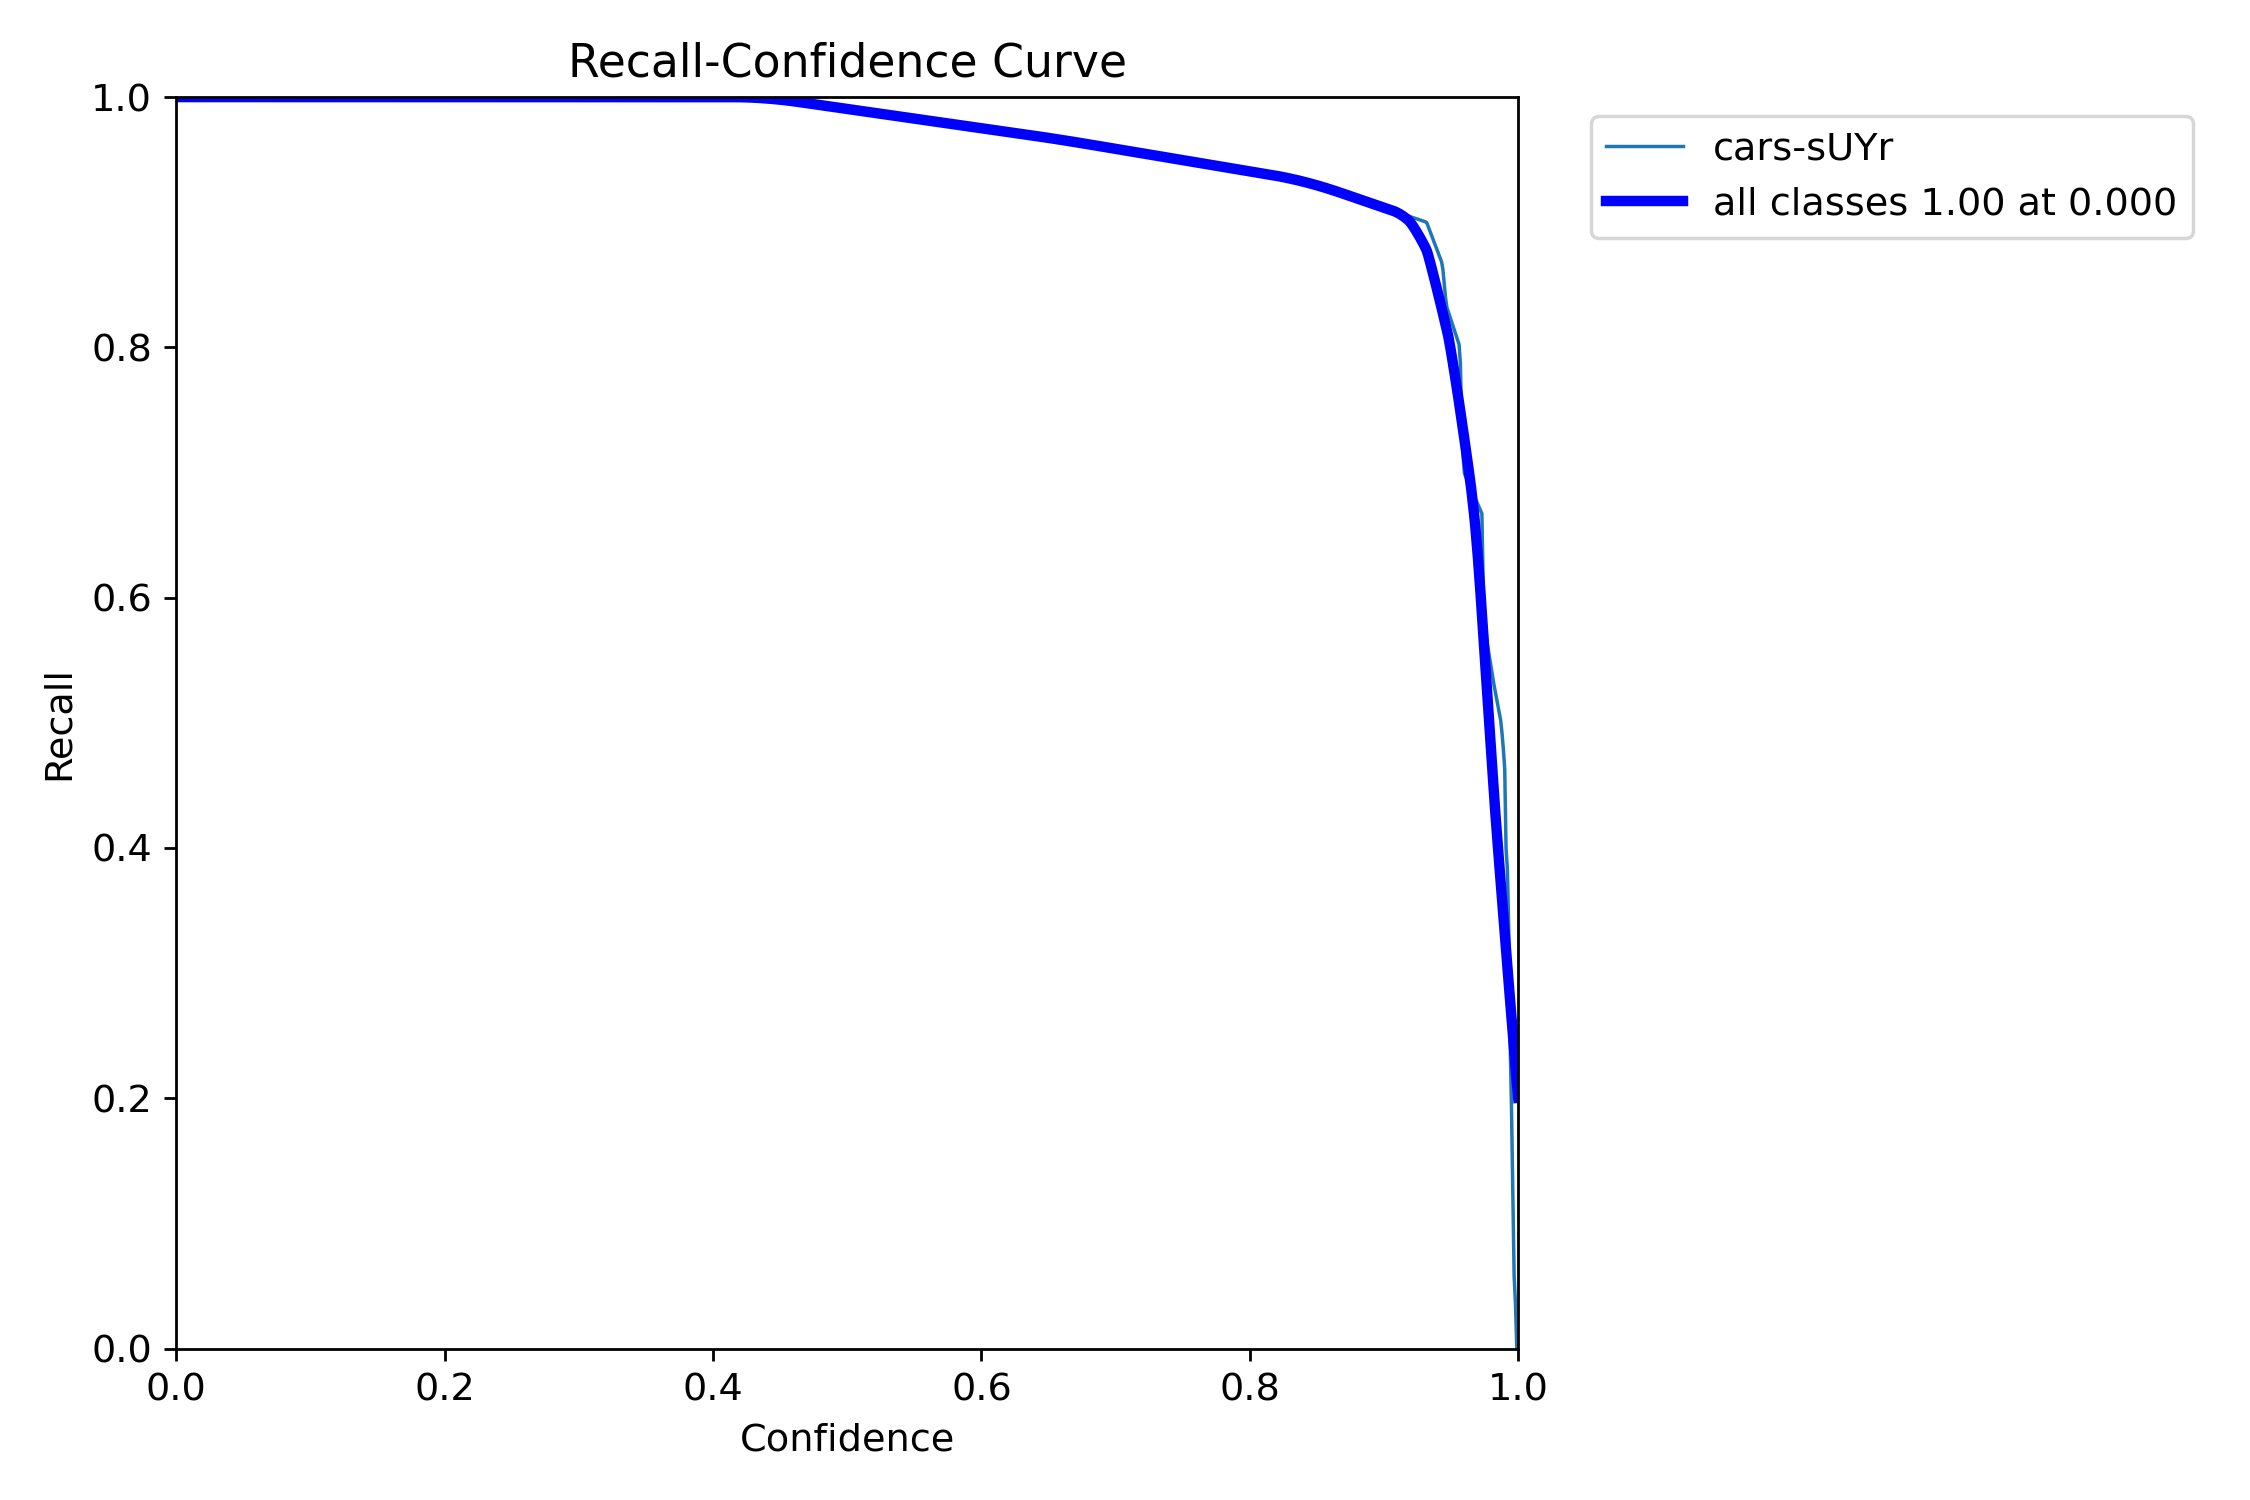 Recall-Confidence Curve
1.0
0.8
0.6
0.4
0.2
0.0
Recall
0.0 0.2 0.4 0.6 0.8 1.0
Confidence
cars-sUYr
all classes 1.00 at 0.000